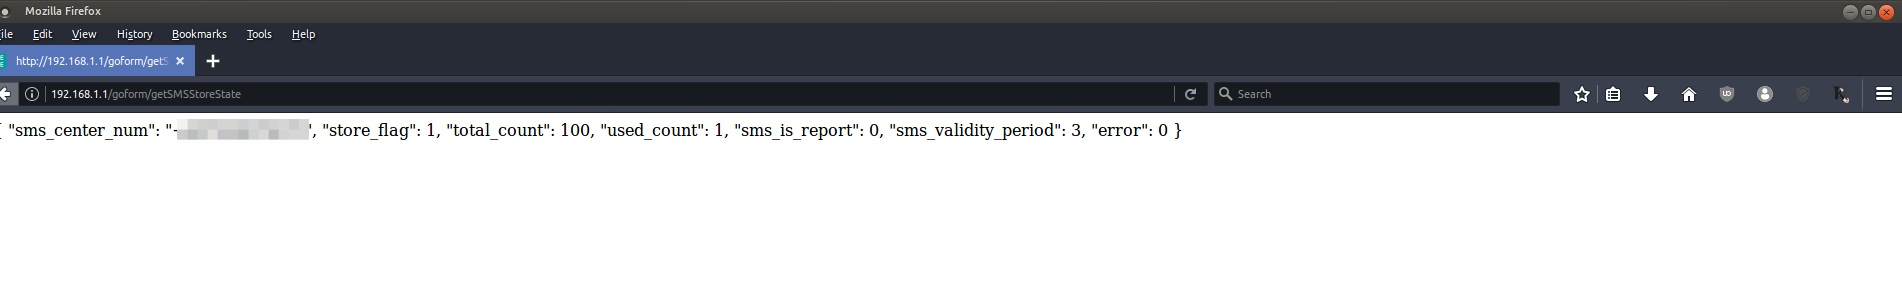 Mozilla Firefox
ile Edit View History Bookmarks Tools Help
http://192.168.1.1/goform/getS
192.168.1.1/goform/getSMSStoreState Search
"sms_center_num": " ", "store_flag": 1, "total_count": 100, "used_count": 1, "sms_is_report": 0, "sms_validity_period": 3, "error": 0 }